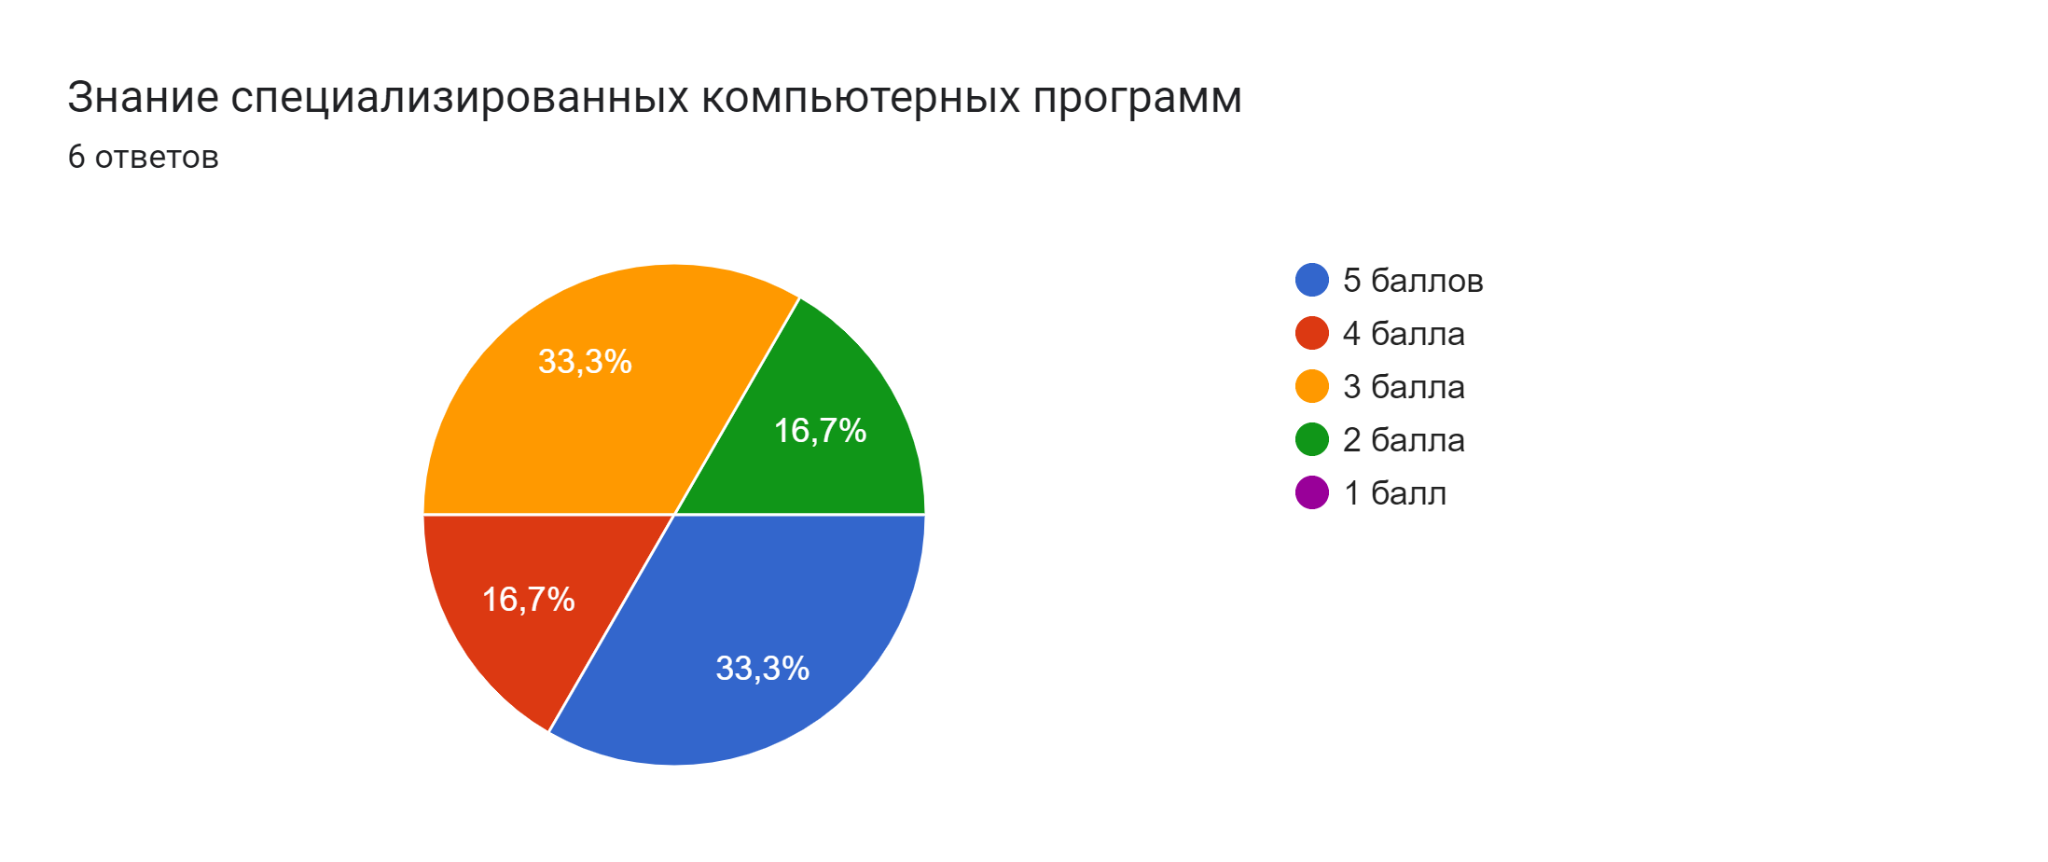 Знание специализированных компьютерных программ
6 ответов
33,3%
16,7%
16,7%
33,3%
5 баллов
4 балла
3 балла
2 балла
1 балл